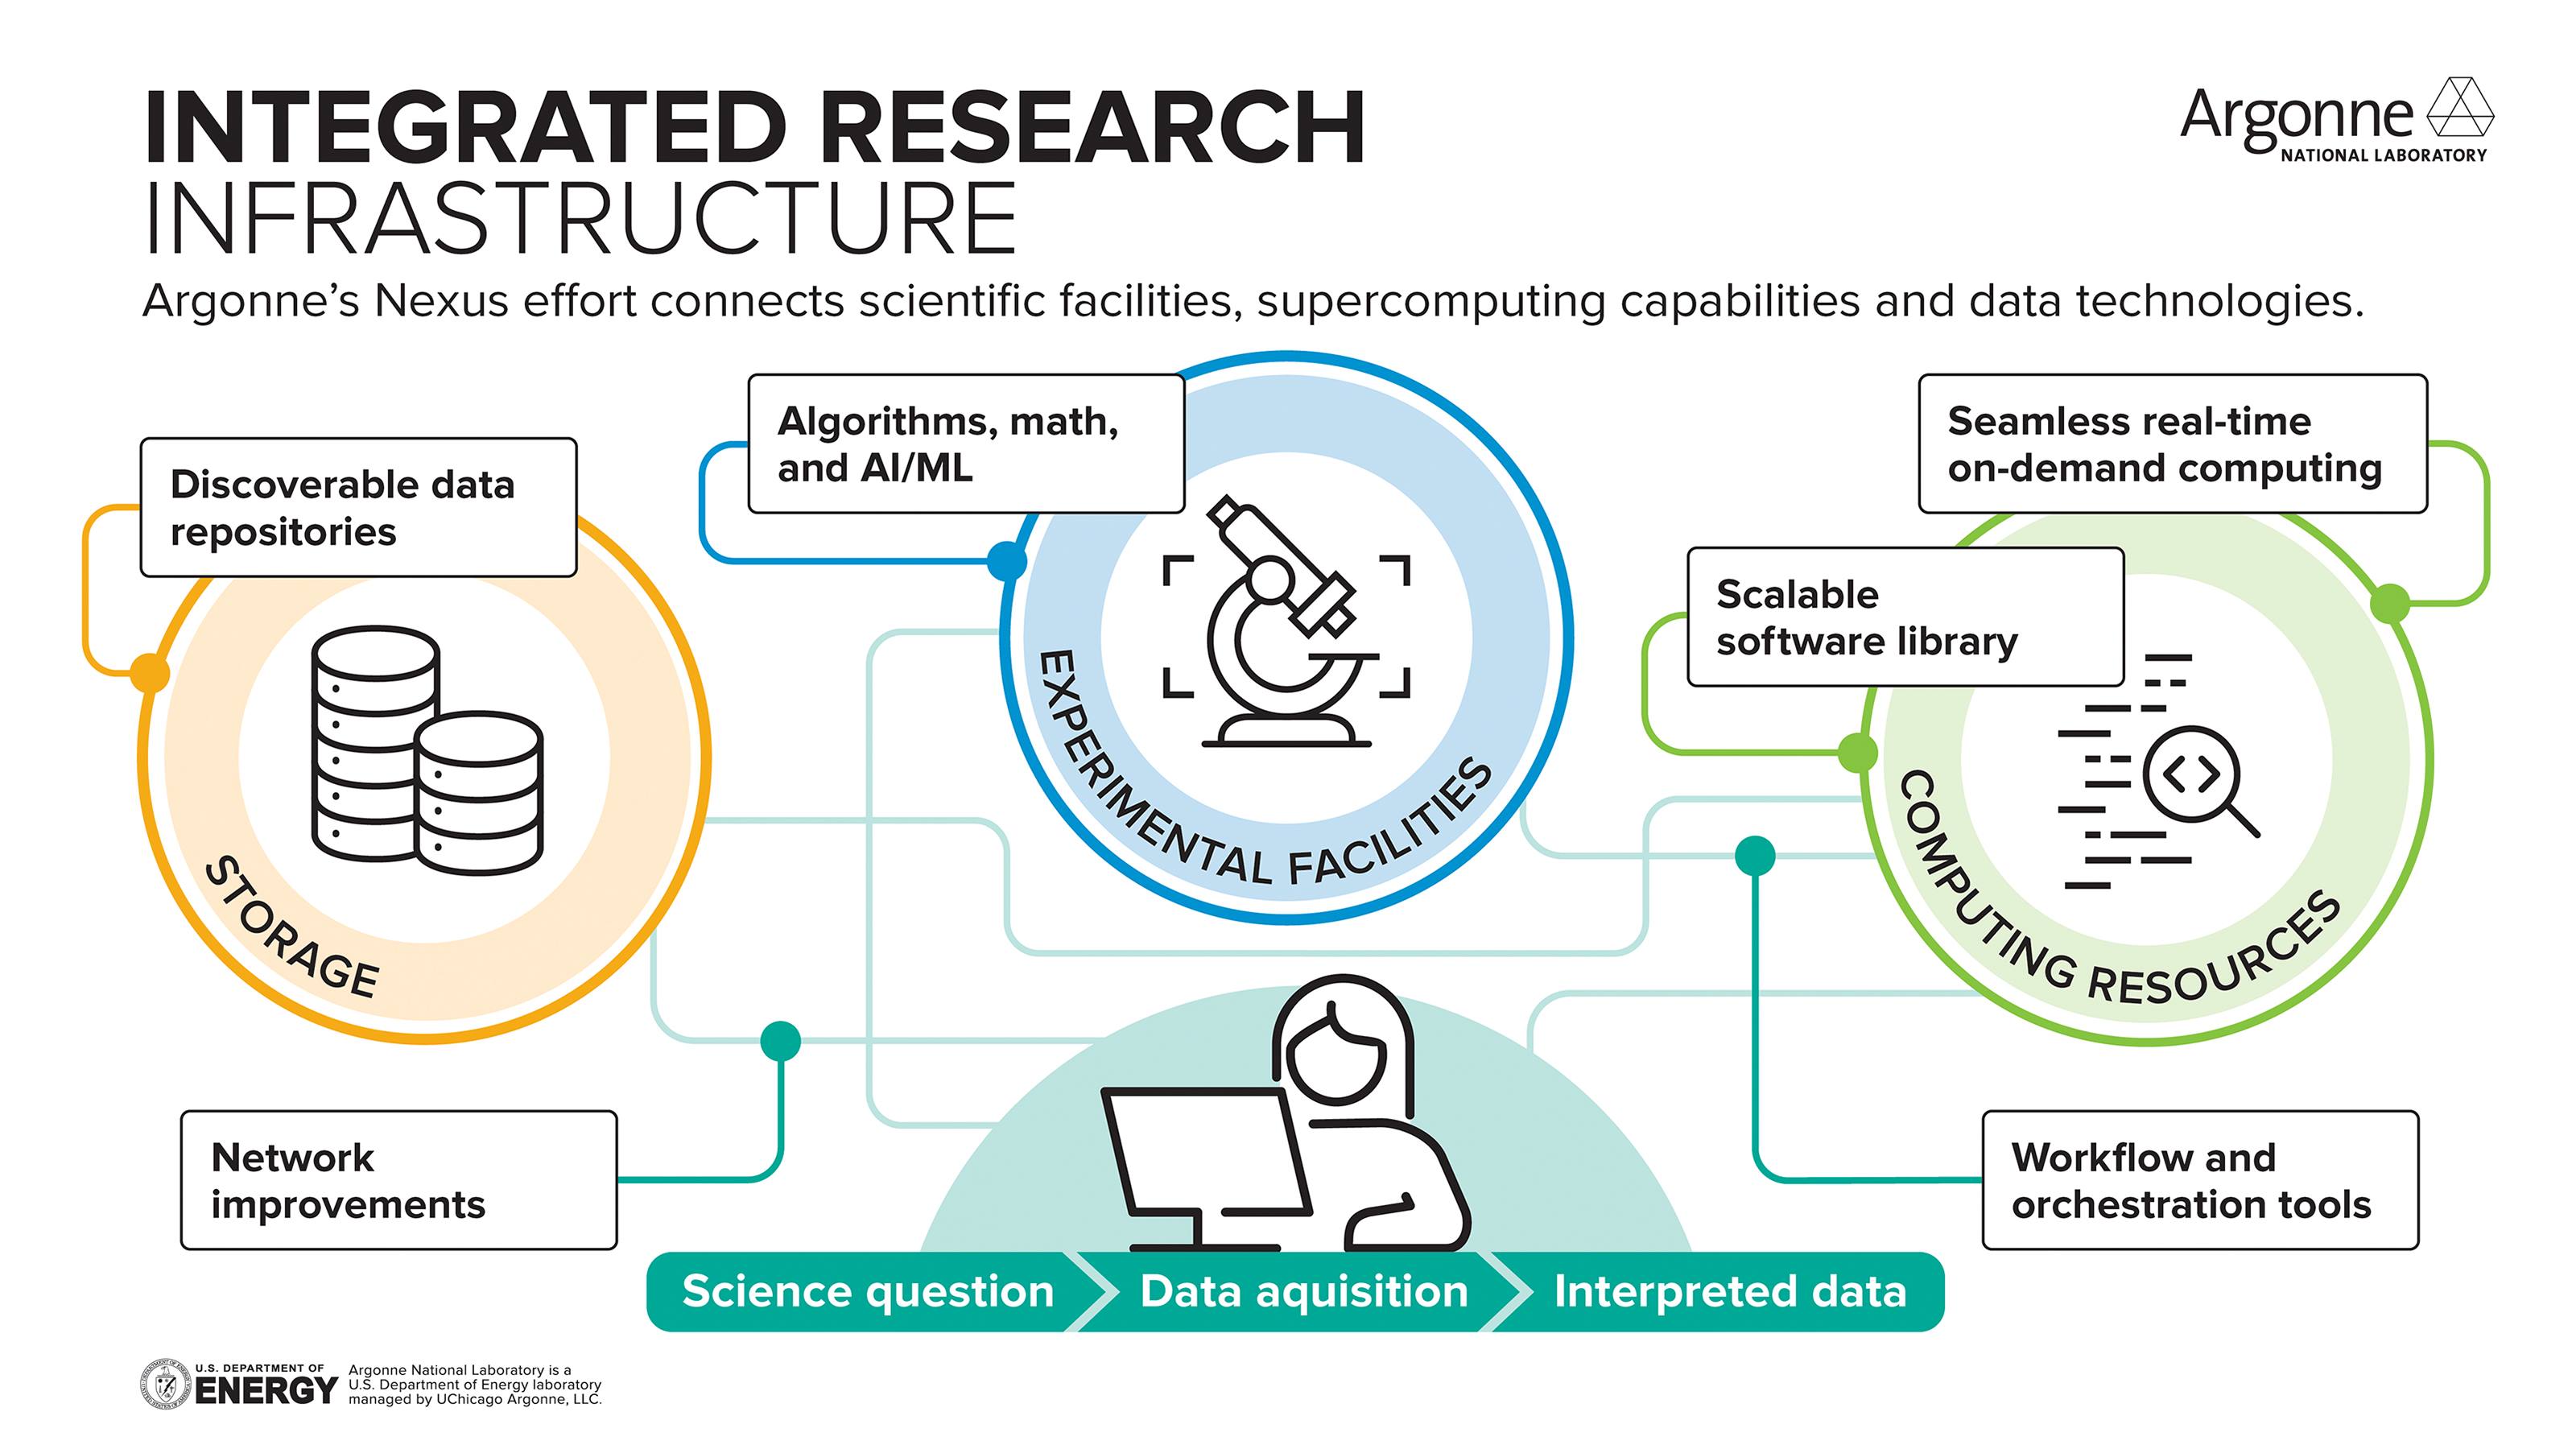 INTEGRATED RESEARCH
INFRASTRUCTURE
Argonne’s Nexus effort connects scientific facilities, supercomputing capabilities and data technologies.
Argonne
NATIONAL LABORATORY
Discoverable data
repositories
STORAGE
Algorithms, math,
and AI/ML
EXPERIMENTAL FACILITIES
Seamless real-time
on-demand computing
Scalable
software library
COMPUTING RESOURCES
Network
improvements
Workflow and
orchestration tools
Science question
Data aquisition
Interpreted data
U.S. DEPARTMENT OF
ENERGY
Argonne National Laboratory is a
U.S. Department of Energy laboratory
managed by UChicago Argonne, LLC.